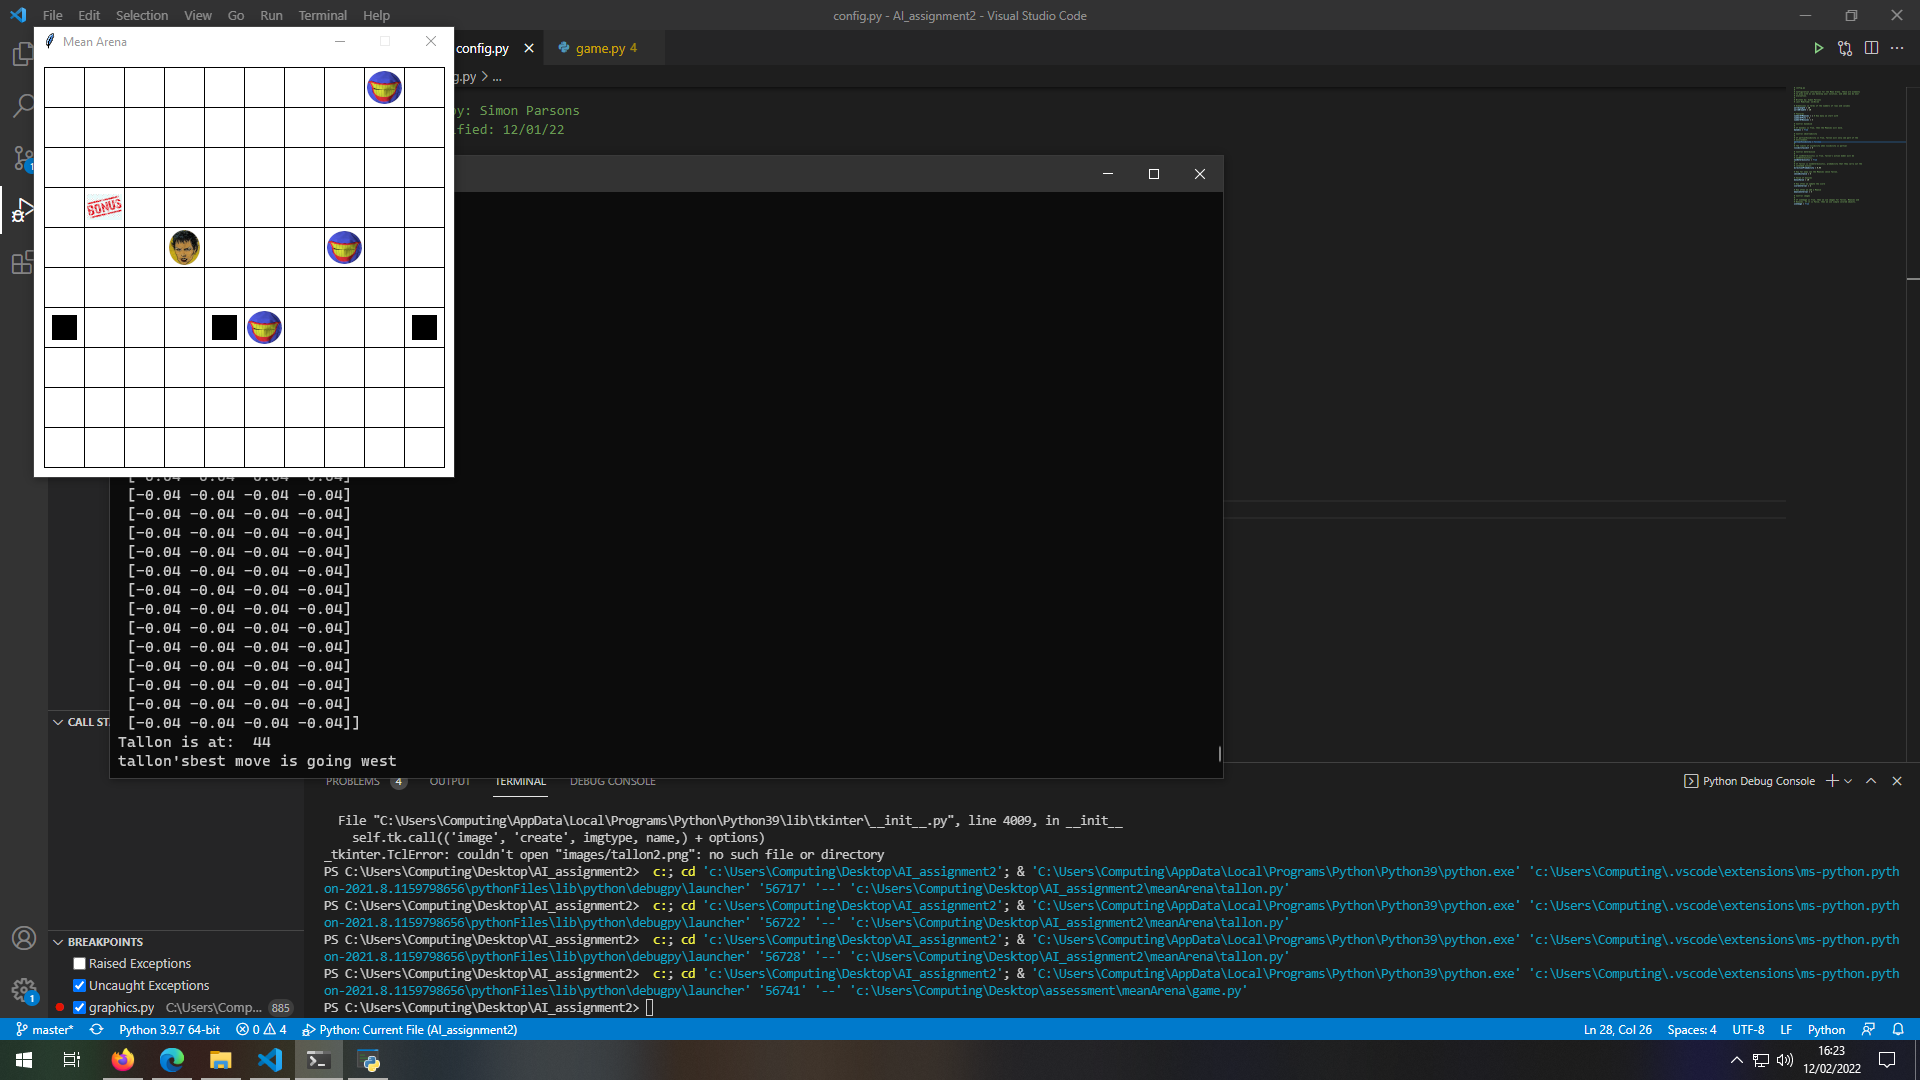 File Edit Selection View Go Run Terminal Help
config.py - AI_assignment2 - Visual Studio Code
Mean Arena
config.py
game.py 4
g.py > ...
by: Simon Parsons
fied: 12/01/22
BONUS
[-0.04 -0.04 -0.04 -0.04]
[-0.04 -0.04 -0.04 -0.04]
[-0.04 -0.04 -0.04 -0.04]
[-0.04 -0.04 -0.04 -0.04]
[-0.04 -0.04 -0.04 -0.04]
[-0.04 -0.04 -0.04 -0.04]
[-0.04 -0.04 -0.04 -0.04]
[-0.04 -0.04 -0.04 -0.04]
[-0.04 -0.04 -0.04 -0.04]
[-0.04 -0.04 -0.04 -0.04]
[-0.04 -0.04 -0.04 -0.04]
[-0.04 -0.04 -0.04 -0.04]
[-0.04 -0.04 -0.04 -0.04]
[-0.04 -0.04 -0.04 -0.04]]
Tallon is at:  44
tallon'sbest move is going west
CALL ST
PROBLEMS 4 OUTPUT TERMINAL DEBUG CONSOLE
Python Debug Console
File "C:\Users\Computing\AppData\Local\Programs\Python\Python39\lib\tkinter\__init__.py", line 4009, in __init__
self.tk.call(('image', 'create', imgtype, name,) + options)
_tkinter.TclError: couldn't open "images/tallon2.png": no such file or directory
PS C:\Users\Computing\Desktop\AI_assignment2>  c:; cd 'c:\Users\Computing\Desktop\AI_assignment2'; & 'C:\Users\Computing\AppData\Local\Programs\Python\Python39\python.exe' 'c:\Users\Computing\.vscode\extensions\ms-python.pyth
on-2021.8.1159798656\pythonFiles\lib\python\debugpy\launcher' '56717' '--' 'c:\Users\Computing\Desktop\AI_assignment2\meanArena\tallon.py'
PS C:\Users\Computing\Desktop\AI_assignment2>  c:; cd 'c:\Users\Computing\Desktop\AI_assignment2'; & 'C:\Users\Computing\AppData\Local\Programs\Python\Python39\python.exe' 'c:\Users\Computing\.vscode\extensions\ms-python.pyth
on-2021.8.1159798656\pythonFiles\lib\python\debugpy\launcher' '56722' '--' 'c:\Users\Computing\Desktop\AI_assignment2\meanArena\tallon.py'
PS C:\Users\Computing\Desktop\AI_assignment2>  c:; cd 'c:\Users\Computing\Desktop\AI_assignment2'; & 'C:\Users\Computing\AppData\Local\Programs\Python\Python39\python.exe' 'c:\Users\Computing\.vscode\extensions\ms-python.pyth
on-2021.8.1159798656\pythonFiles\lib\python\debugpy\launcher' '56728' '--' 'c:\Users\Computing\Desktop\AI_assignment2\meanArena\tallon.py'
PS C:\Users\Computing\Desktop\AI_assignment2>  c:; cd 'c:\Users\Computing\Desktop\AI_assignment2'; & 'C:\Users\Computing\AppData\Local\Programs\Python\Python39\python.exe' 'c:\Users\Computing\.vscode\extensions\ms-python.pyth
on-2021.8.1159798656\pythonFiles\lib\python\debugpy\launcher' '56741' '--' 'c:\Users\Computing\Desktop\assessment\meanArena\game.py'
PS C:\Users\Computing\Desktop\AI_assignment2>
BREAKPOINTS
Raised Exceptions
Uncaught Exceptions
graphics.py C:\Users\Comp... 885
master* Python 3.9.7 64-bit 0 4 Python: Current File (AI_assignment2)
Ln 28, Col 26 Spaces: 4 UTF-8 LF Python
16:23
12/02/2022